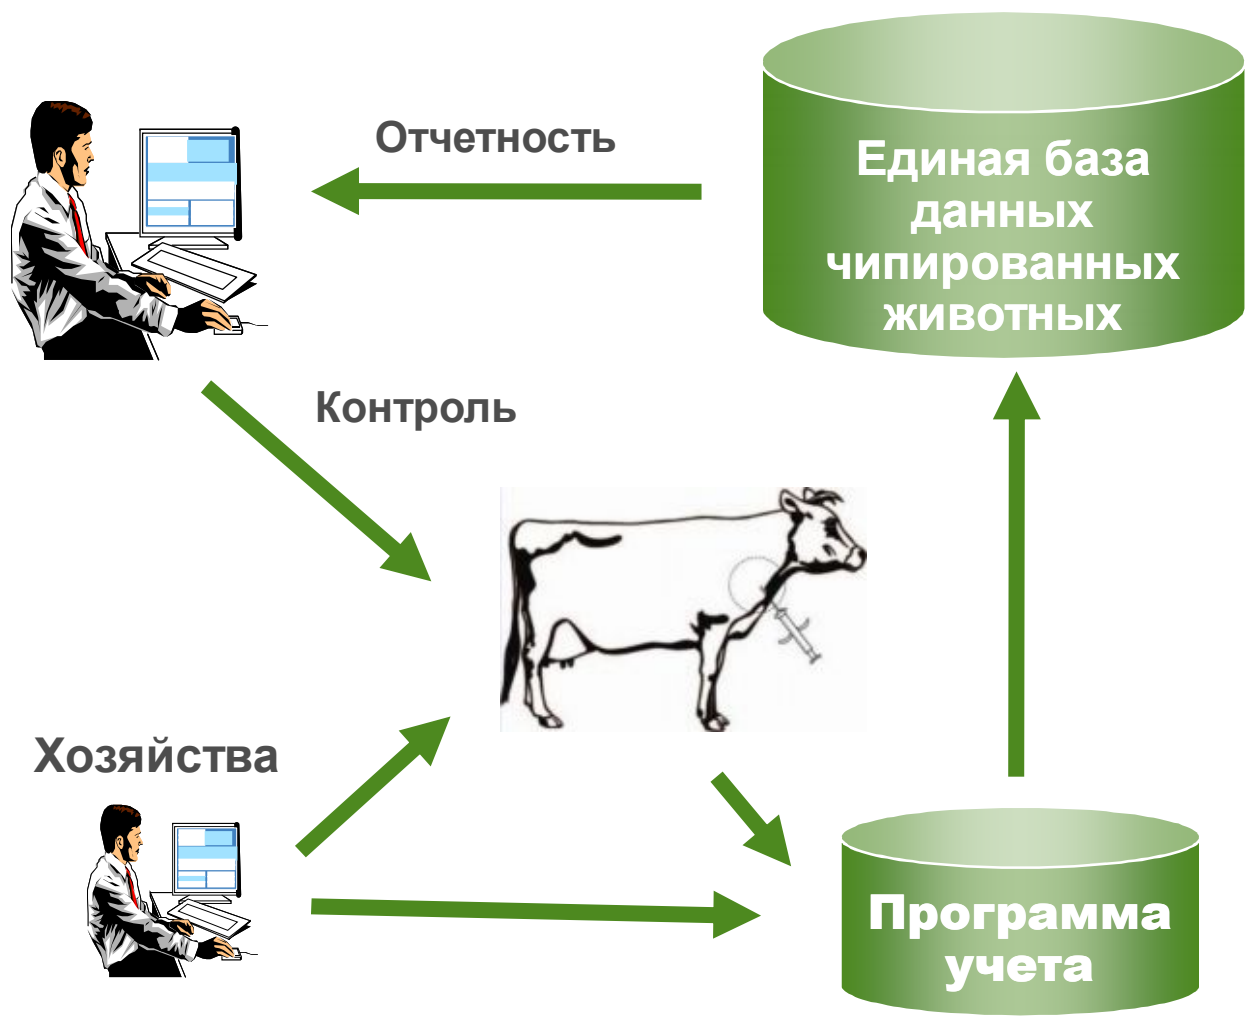 Отчетность
Единая база
данных
чипированных
животных
Контроль
Хозяйства
Программа
учета